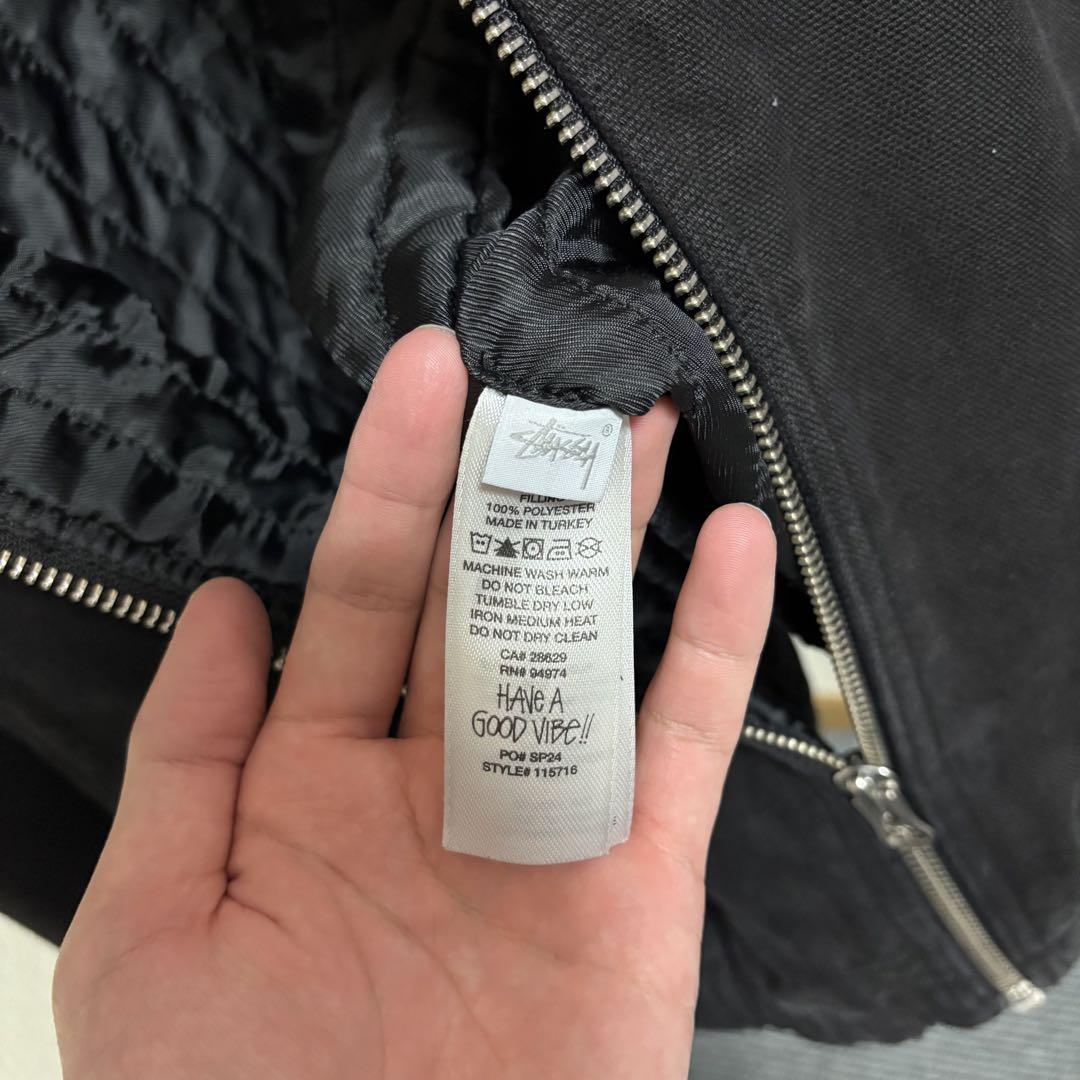 Stüssy
®
FILLING
100% POLYESTER
MADE IN TURKEY
MACHINE WASH WARM
DO NOT BLEACH
TUMBLE DRY LOW
IRON MEDIUM HEAT
DO NOT DRY CLEAN
CA# 28629
RN# 94974
HAVE A
GOOD VIBE!!
PO# SP24
STYLE# 115716